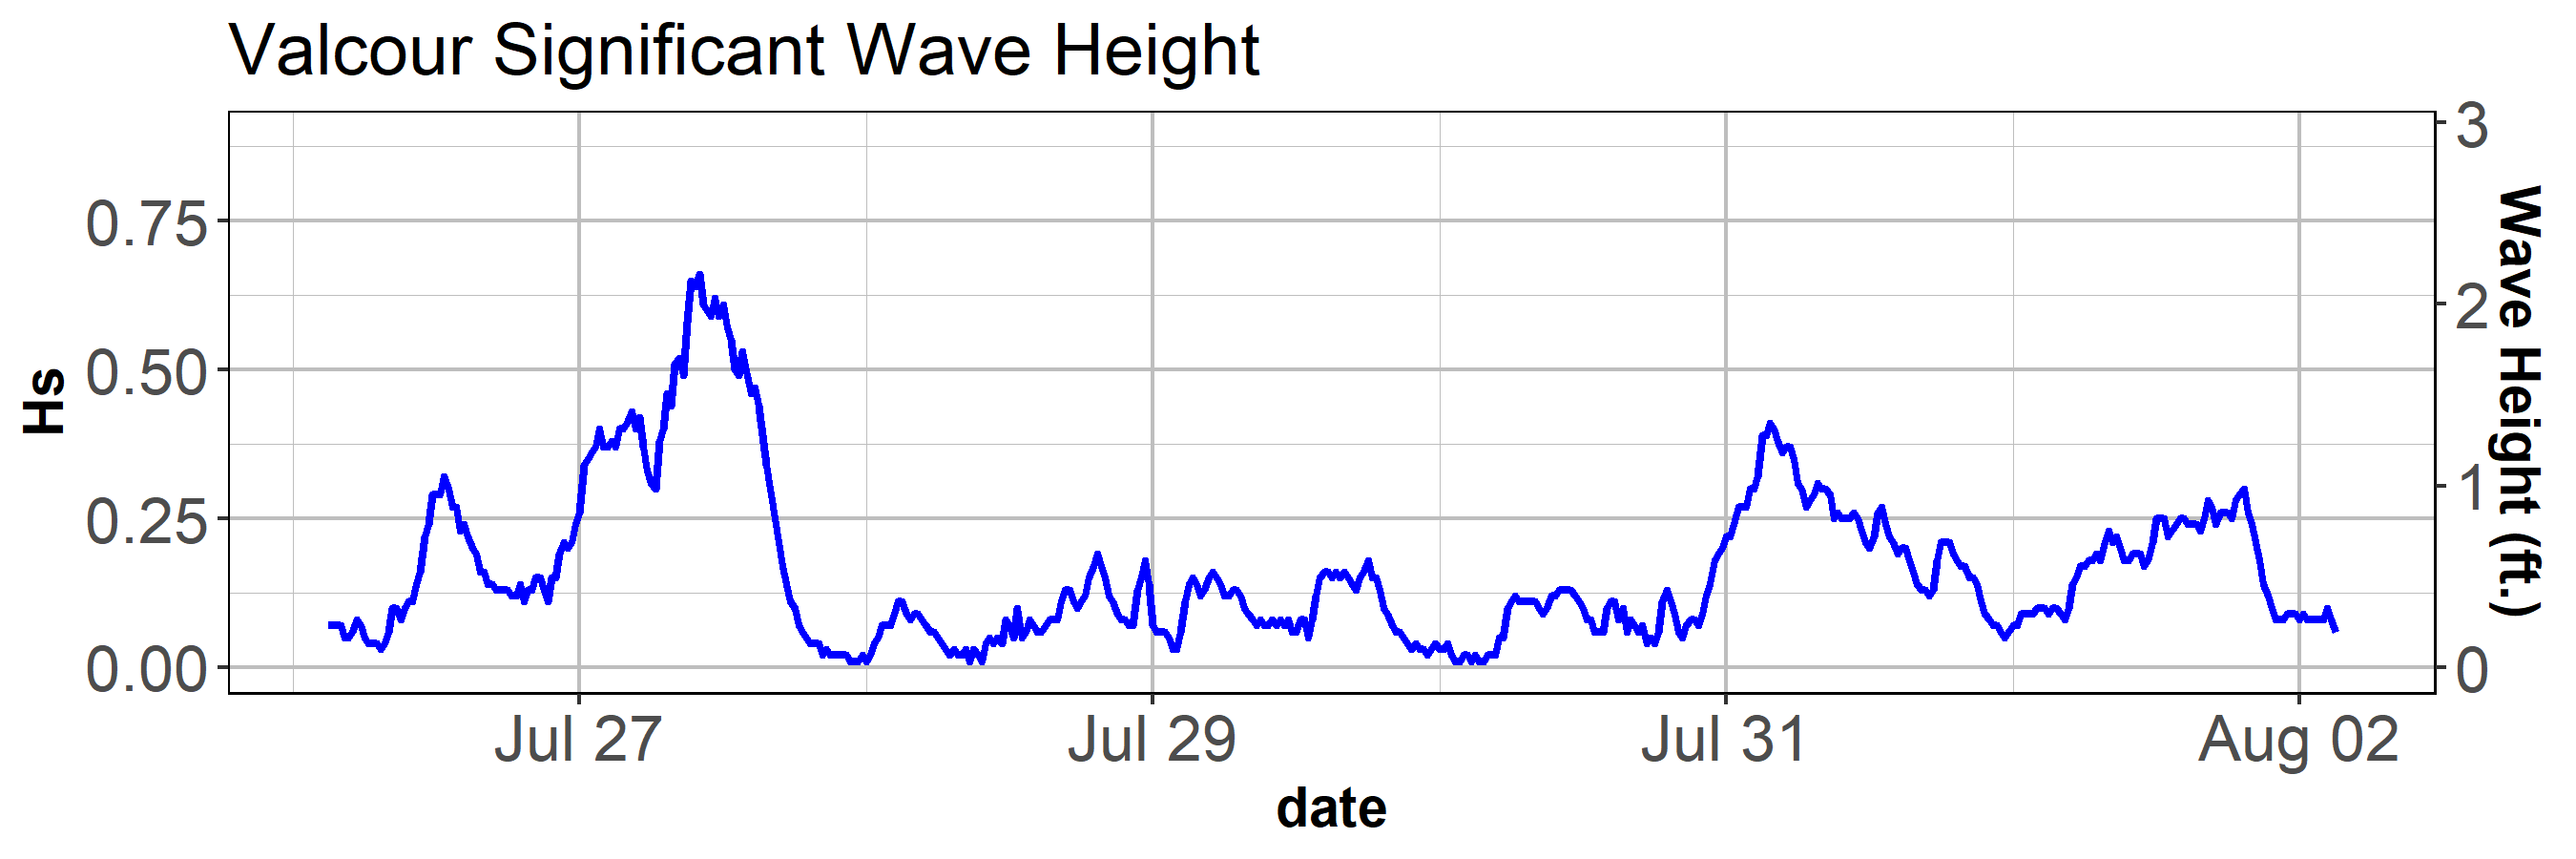 Valcour Significant Wave Height
3
0.75
2
0.50
Hs
Wave Height (ft.)
1
0.25
0.00
0
Jul 27
Jul 29
Jul 31
Aug 02
date